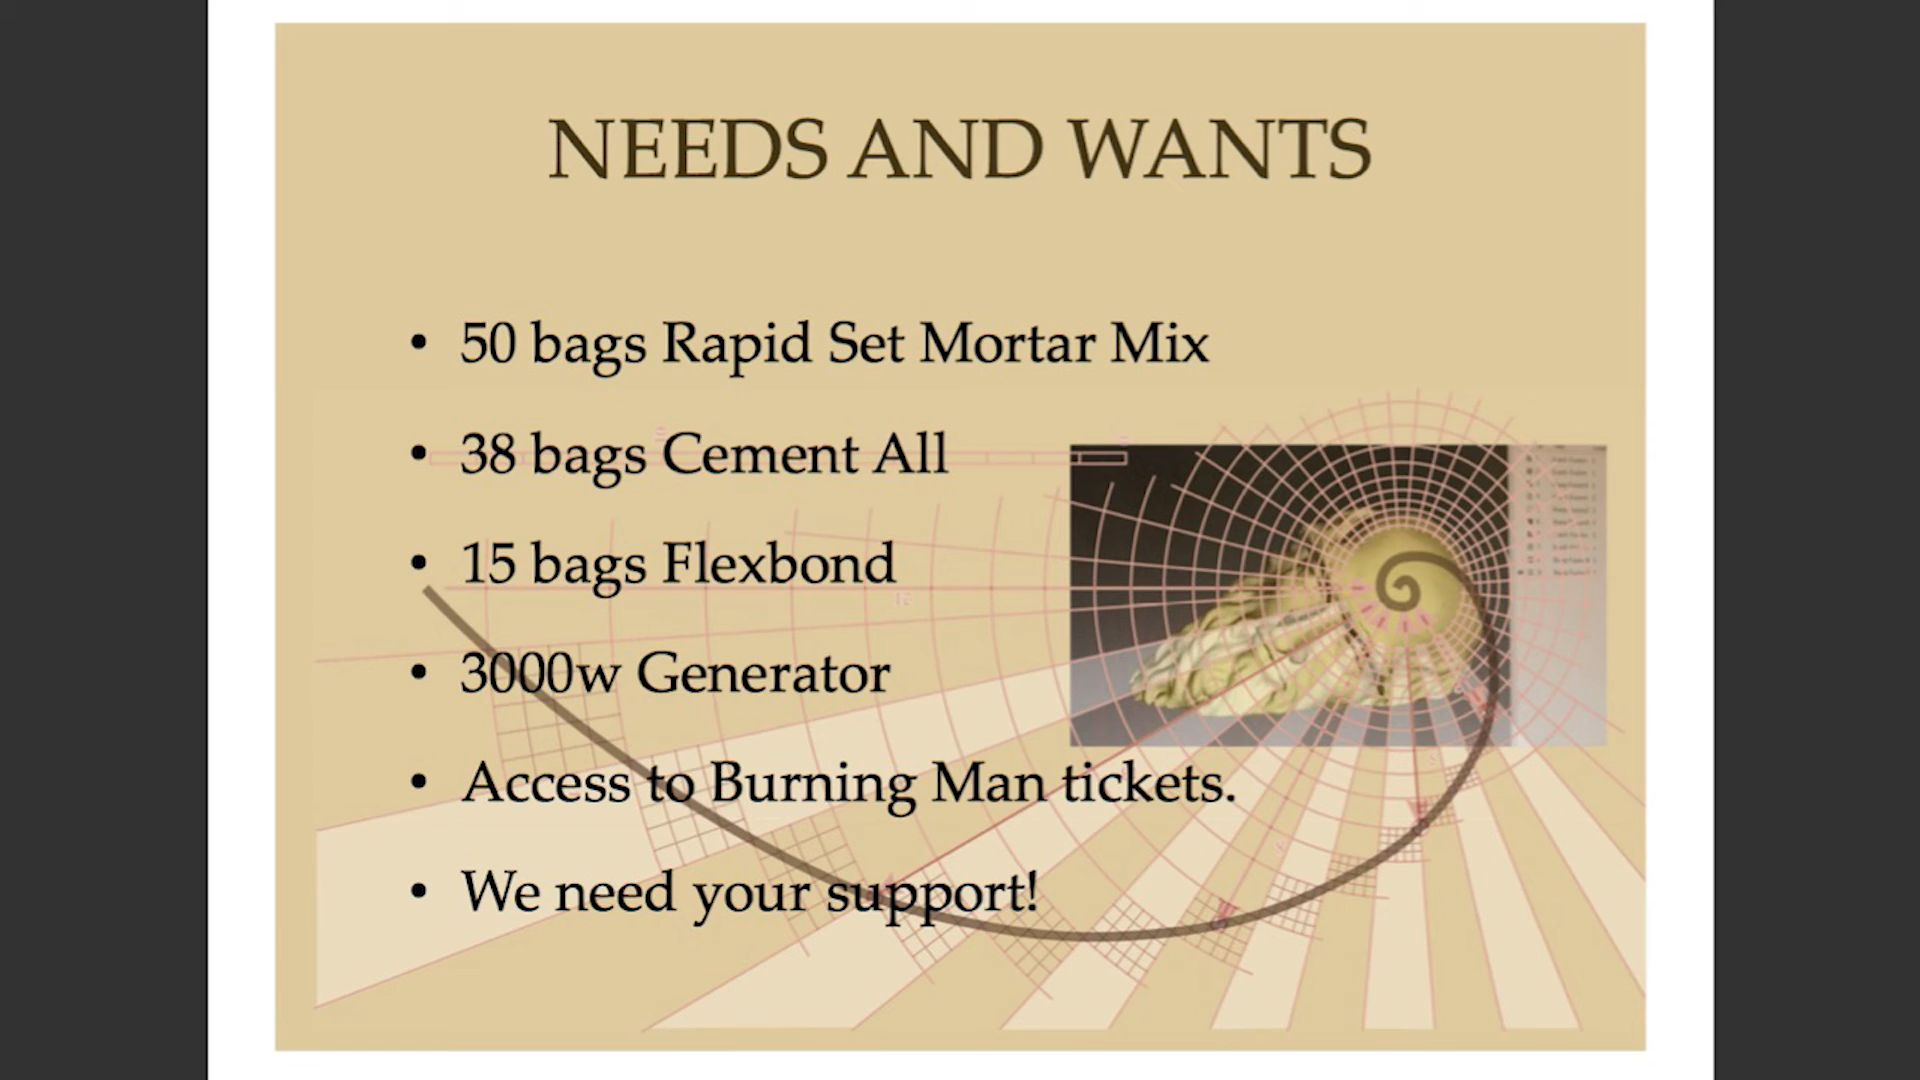 NEEDS AND WANTS
• 50 bags Rapid Set Mortar Mix
• 38 bags Cement All
• 15 bags Flexbond
• 3000w Generator
• Access to Burning Man tickets.
• We need your support!